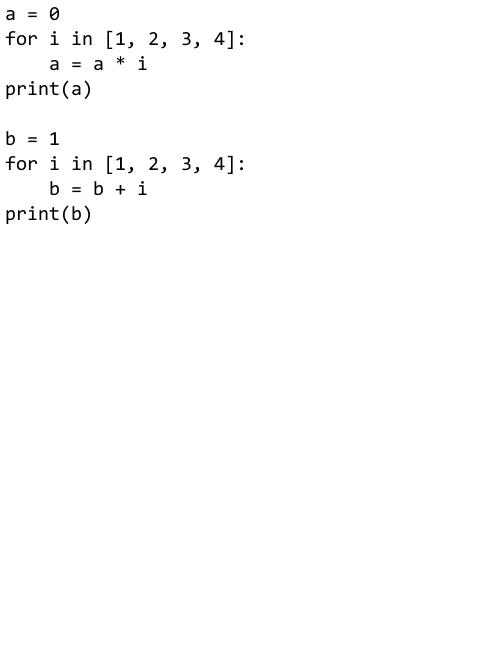 a = 0
for i in [1, 2, 3, 4]:
    a = a * i
print(a)

b = 1
for i in [1, 2, 3, 4]:
    b = b + i
print(b)